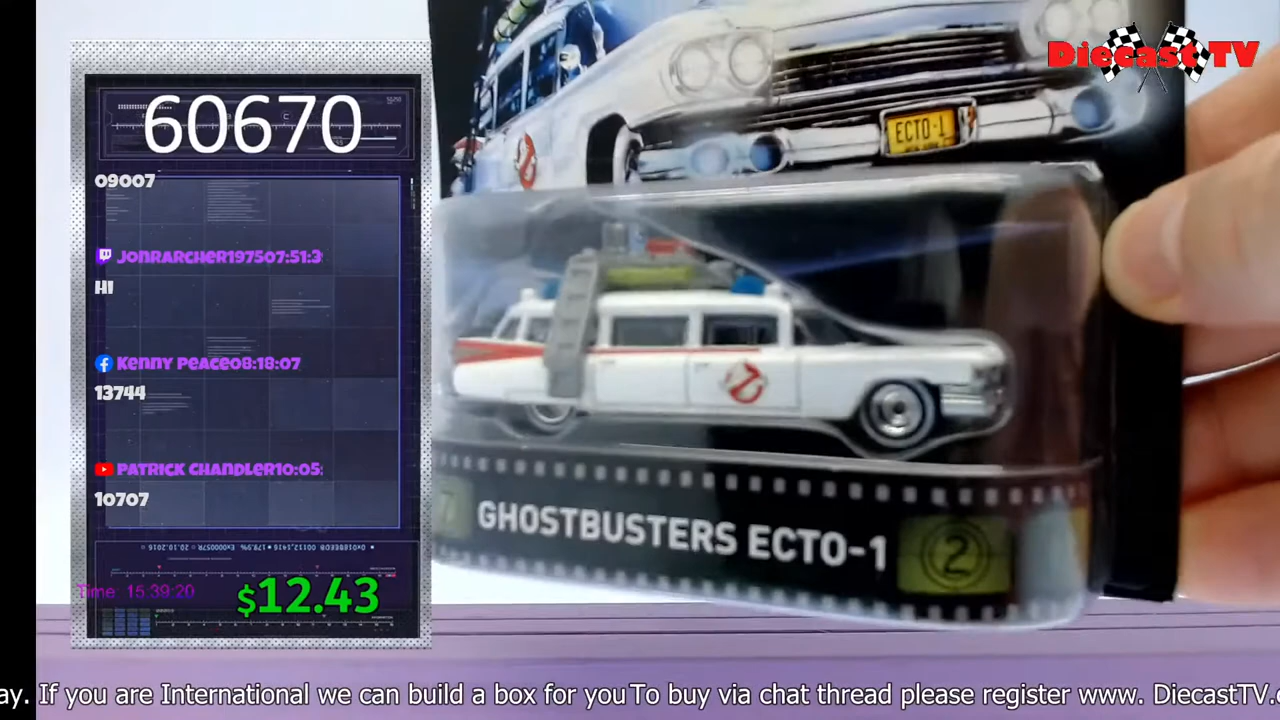 Diecast TV
60670
09007
JONRARCHER197507:51:3
HI
KENNY PEACE08:18:07
13744
PATRICK CHANDLER10:05:
10707
Time: 15:39:20
$12.43
ECTO-1
GHOSTBUSTERS ECTO-1
2
ay. If you are International we can build a box for youTo buy via chat thread please register www. DiecastTV.c